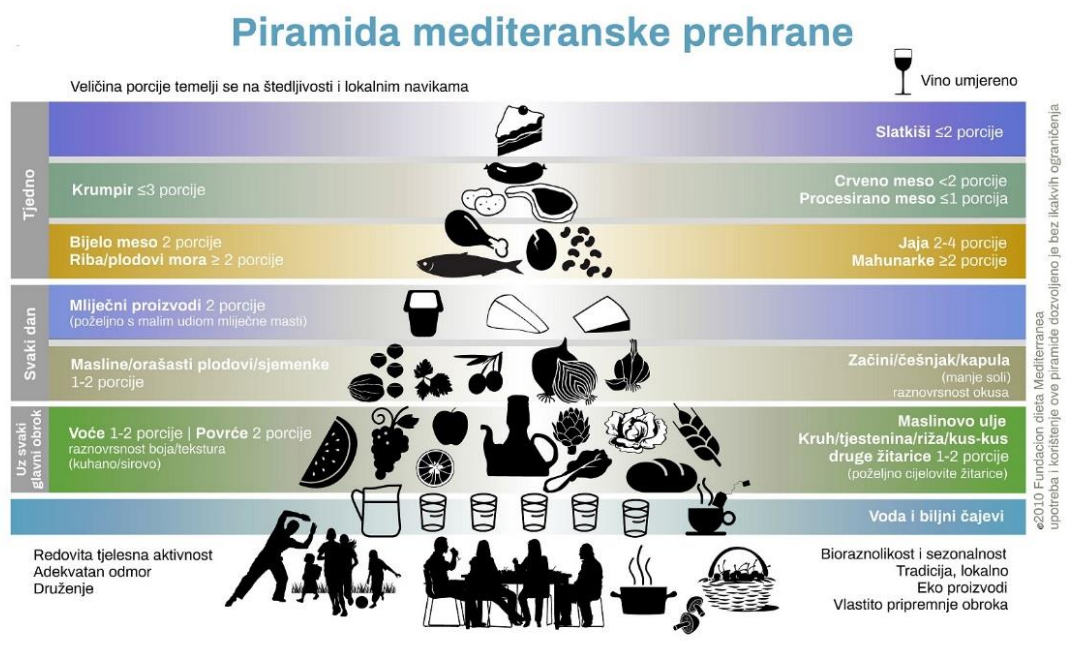 Piramida mediteranske prehrane
Veličina porcije temelji se na štedljivosti i lokalnim navikama
Vino umjereno
Tjedno
Slatkiši ≤2 porcije
Krumpir ≤3 porcije
Crveno meso <2 porcije
Procesirano meso ≤1 porcija
Bijelo meso 2 porcije
Riba/plodovi mora ≥ 2 porcije
Jaja 2-4 porcije
Mahunarke ≥2 porcije
Svaki dan
Mliječni proizvodi 2 porcije
(poželjno s malim udiom mliječne masti)
Masline/orašasti plodovi/sjemenke
1-2 porcije
Začini/češnjak/kapula
(manje soli)
raznovrsnost okusa
Uz svaki
glavni obrok
Voće 1-2 porcije | Povrće 2 porcije
raznovrsnost boja/tekstura
(kuhano/sirovo)
Maslinovo ulje
Kruh/tjestenina/riža/kus-kus
druge žitarice 1-2 porcije
(poželjno cijelovite žitarice)
Voda i biljni čajevi
Redovita tjelesna aktivnost
Adekvatan odmor
Druženje
Bioraznolikost i sezonalnost
Tradicija, lokalno
Eko proizvodi
Vlastito pripremnje obroka
©2010 Fundacion dieta Mediterranea
upotreba i korištenje ove piramide dozvoljeno je bez ikakvih ograničenja